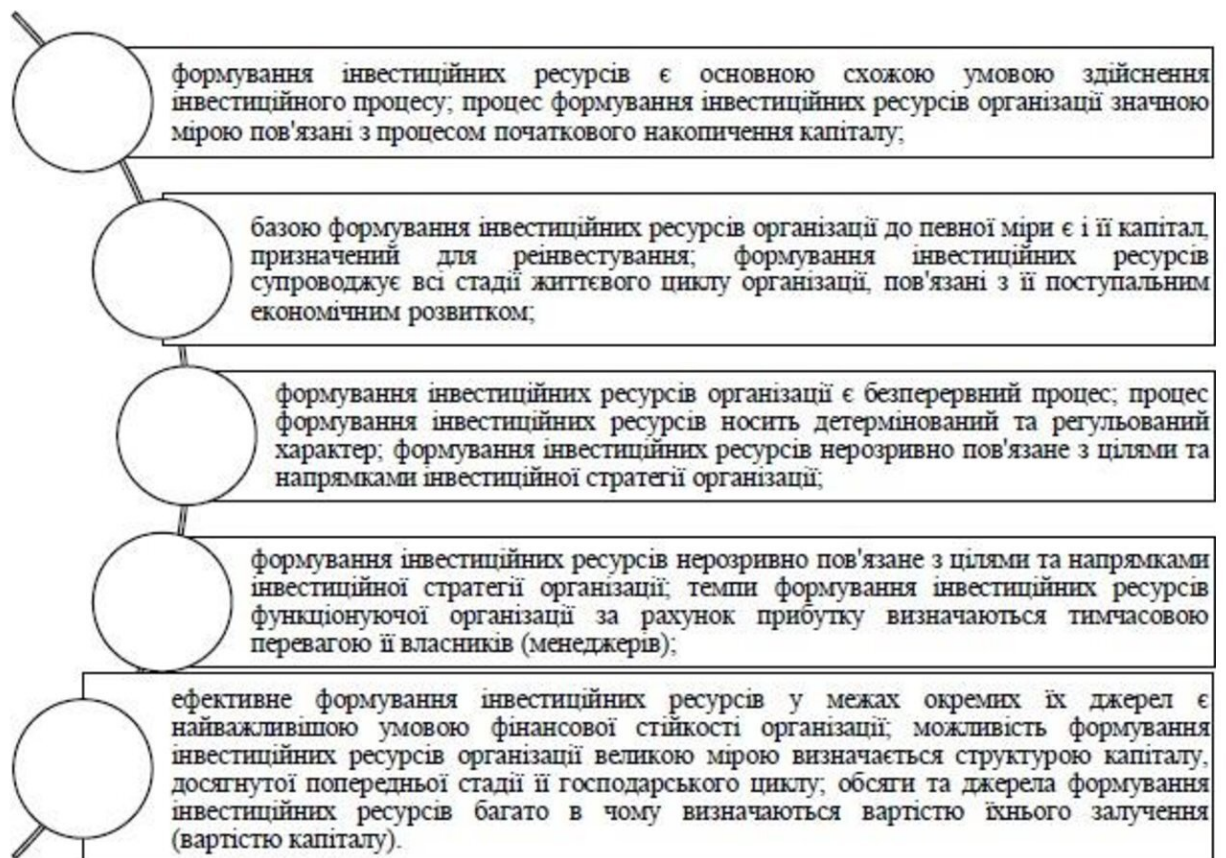 формування інвестиційних ресурсів є основною схожою умовою здійснення
інвестиційного процесу; процес формування інвестиційних ресурсів організації значною
мірою пов'язані з процесом початкового накопичення капіталу;
базою формування інвестиційних ресурсів організації до певної міри є і її капітал,
призначений для реінвестування; формування інвестиційних ресурсів
супроводжує всі стадії життєвого циклу організації, пов'язані з її поступальним
економічним розвитком;
формування інвестиційних ресурсів організації є безперервний процес; процес
формування інвестиційних ресурсів носить детермінований та регульований
характер; формування інвестиційних ресурсів нерозривно пов'язане з цілями та
напрямками інвестиційної стратегії організації;
формування інвестиційних ресурсів нерозривно пов'язане з цілями та напрямками
інвестиційної стратегії організації; темпи формування інвестиційних ресурсів
функціонуючої організації за рахунок прибутку визначаються тимчасовою
перевагою її власників (менеджерів);
ефективне формування інвестиційних ресурсів у межах окремих їх джерел є
найважливішою умовою фінансової стійкості організації; можливість формування
інвестиційних ресурсів організації великою мірою визначається структурою капіталу,
досягнутої попередньої стадії її господарського циклу; обсяги та джерела формування
інвестиційних ресурсів багато в чому визначаються вартістю їхнього залучення
(вартістю капіталу).